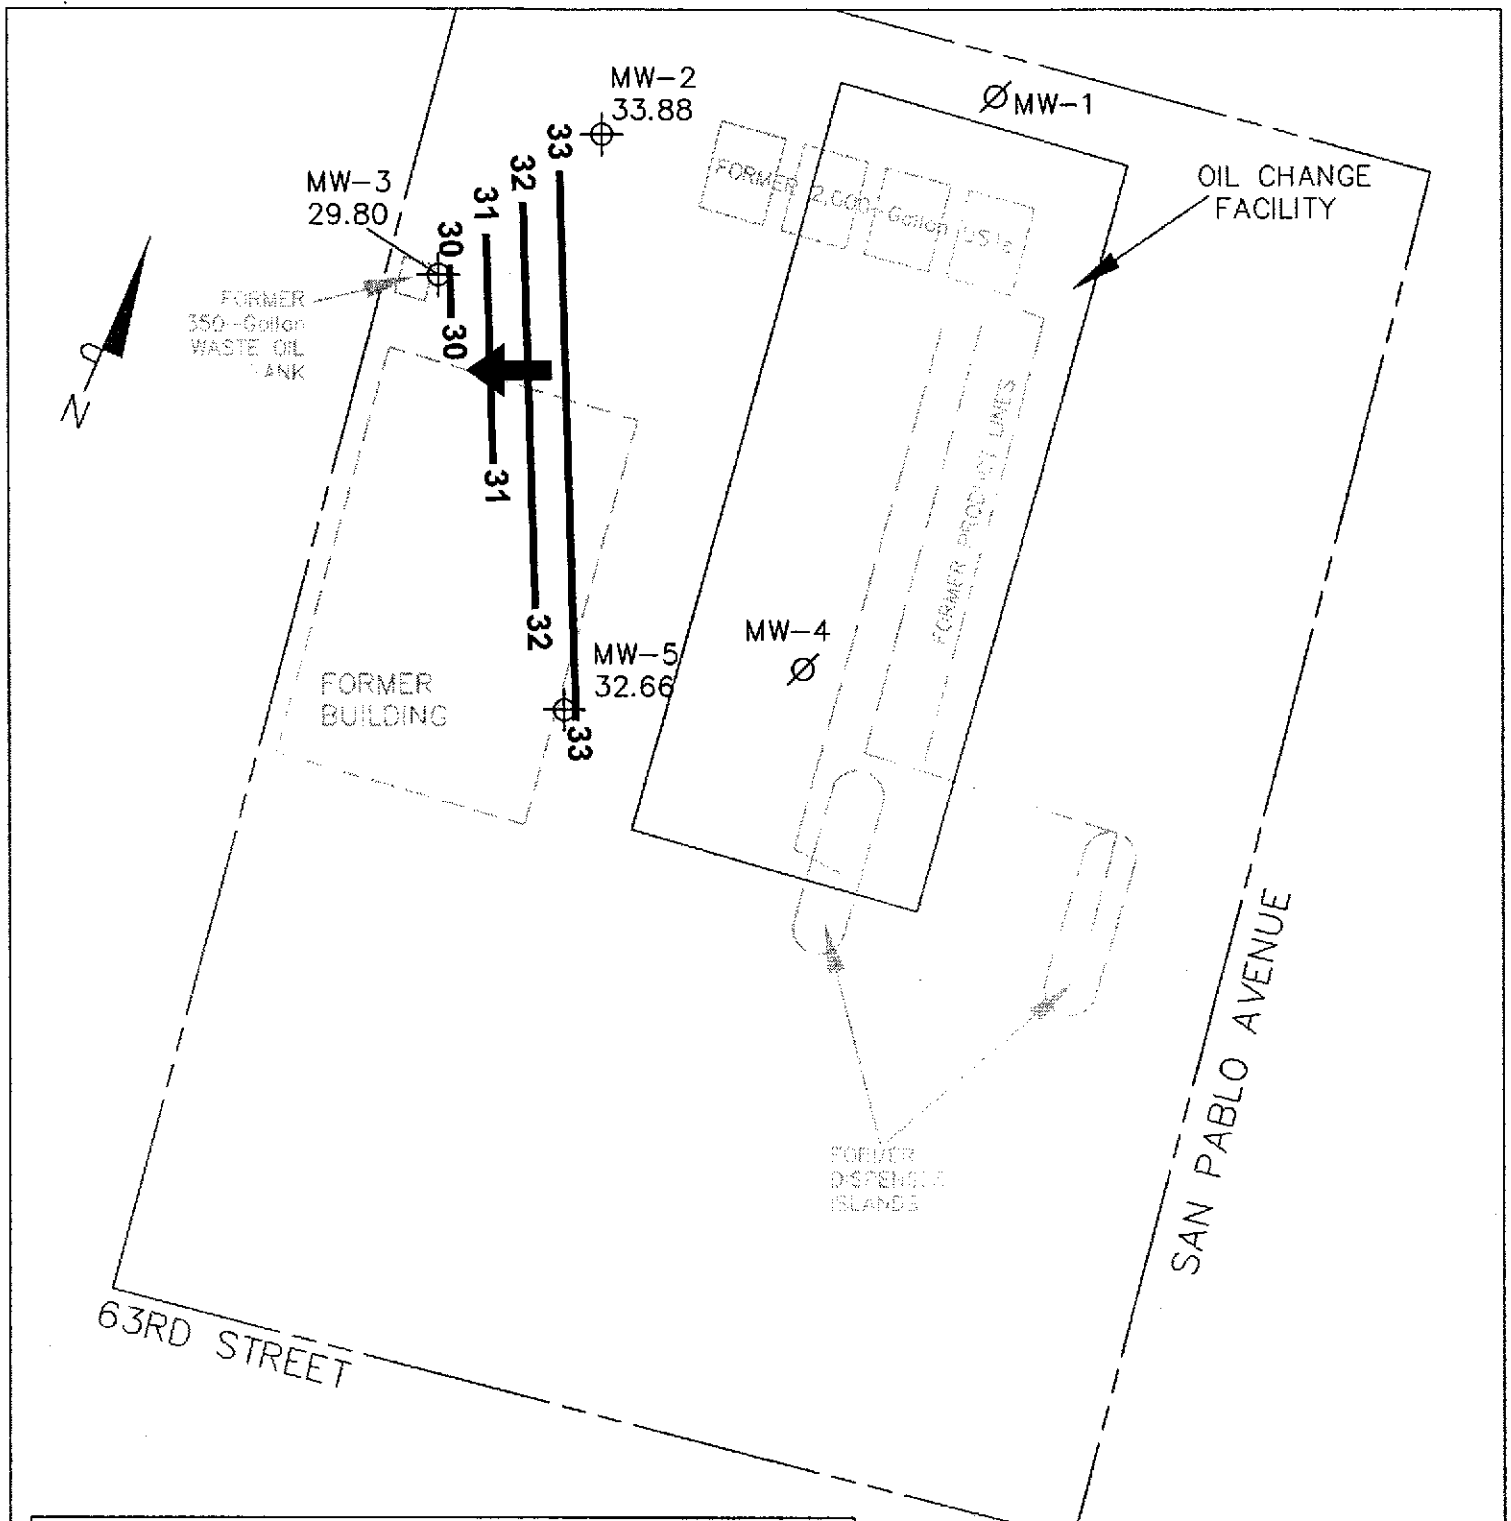 MW-2
33.88
MW-1
OIL CHANGE
FACILITY
MW-3
29.80
33
32
31
30
FORMER 2,000-Gallon
FORMER
350-Gallon
WASTE OIL
ANK
N
30
31
32
33
FORMER PRODUCT LINES
MW-4
MW-5
32.66
FORMER
BUILDING
SAN PABLO AVENUE
ISLANDS
63RD STREET